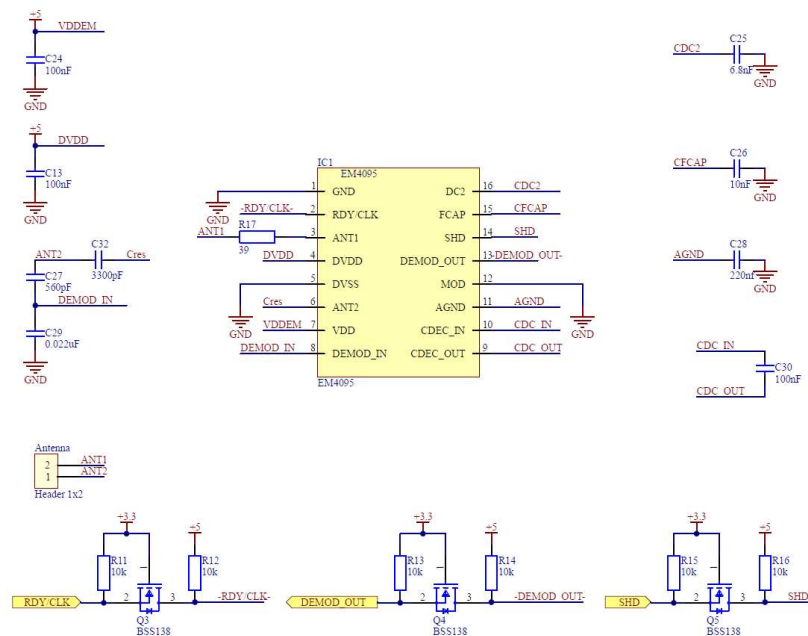 +5
VDDEM
C24
100nF
GND
+5
DVDD
C13
100nF
GND
ANT2
C32
Cres
3300pF
C27
560pF
DEMOD_IN
C29
0.022uF
GND
IC1
EM4095
1 GND
2 RDY/CLK
3 ANT1
4 DVDD
5 DVSS
6 ANT2
7 VDD
8 DEMOD_IN
DC2 16
FCAP 15
SHD 14
DEMOD_OUT 13
MOD 12
AGND 11
CDEC_IN 10
CDEC_OUT 9
EM4095
GND
-RDY/CLK-
ANT1
R17
39
DVDD
GND
Cres
VDDEM
DEMOD_IN
CDC2
CFCAP
SHD
-DEMOD_OUT-
GND
AGND
CDC_IN
CDC_OUT
CDC2
C25
6.8nF
GND
CFCAP
C26
10nF
GND
AGND
C28
220nF
GND
CDC_IN
C30
100nF
CDC_OUT
Antenna
2 ANT1
1 ANT2
Header 1x2
+3.3
+5
R11
10k
1
R12
10k
RDY/CLK
2
3
-RDY/CLK-
Q3
BSS138
+3.3
+5
R13
10k
1
R14
10k
DEMOD_OUT
2
3
-DEMOD_OUT-
Q4
BSS138
+3.3
+5
R15
10k
1
R16
10k
SHD
2
3
SHD
Q5
BSS138